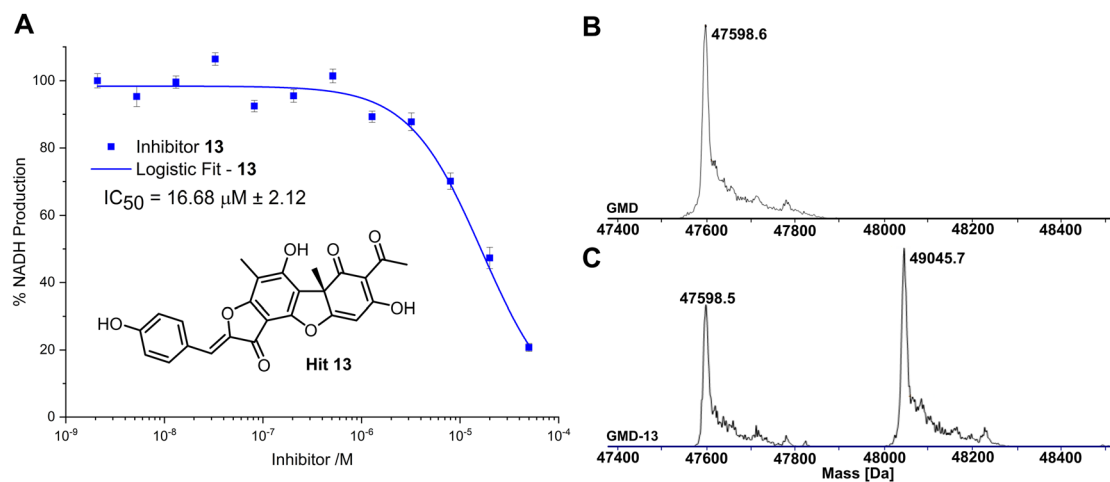 A
% NADH Production
100
80
60
40
20
0
Inhibitor 13
Logistic Fit - 13
IC50 = 16.68 μM ± 2.12
OH
O
O
O
OH
O
HO
O
Hit 13
10-9
10-8
10-7
10-6
10-5
10-4
Inhibitor /M
B
47598.6
GMD
47400
47600
47800
48000
48200
48400
C
47598.5
49045.7
GMD-13
47400
47600
47800
48000
48200
48400
Mass [Da]